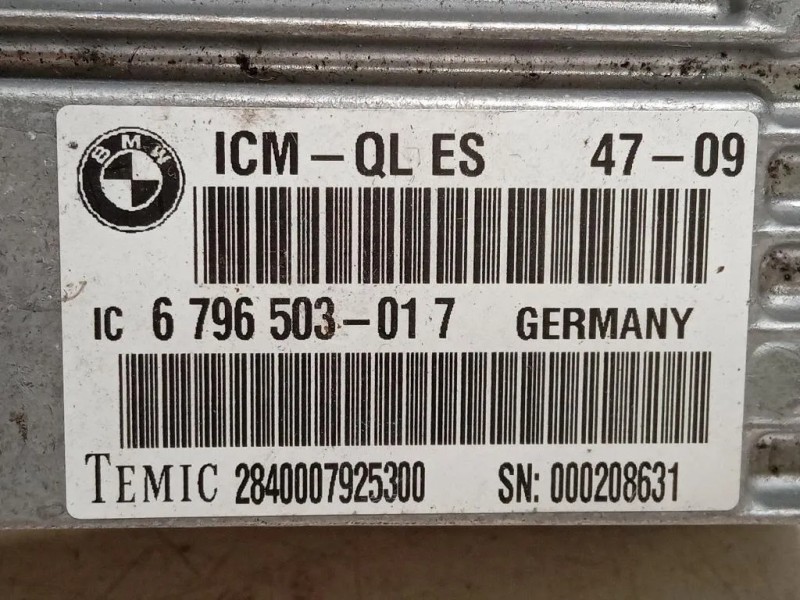 BMW
ICM-QL ES 47-09
IC 6 796 503-01 7 GERMANY
TEMIC 2840007925300 SN: 000208631